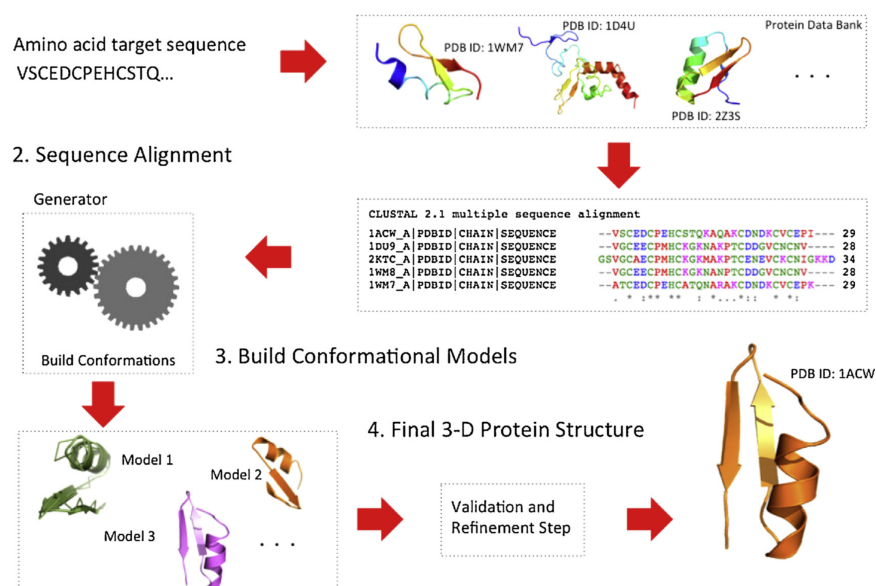 Amino acid target sequence
VSCEDCPEHCSTQ...
PDB ID: 1WM7
PDB ID: 1D4U
Protein Data Bank
PDB ID: 2Z3S
. . .
2. Sequence Alignment
Generator
Build Conformations
CLUSTAL 2.1 multiple sequence alignment
1ACW_A|PDBID|CHAIN|SEQUENCE --VSCEDCPEHCSTQKAQAKCDNDKCVCEPI--- 29
1DU9_A|PDBID|CHAIN|SEQUENCE --VGCEECPMHCKGKNAKPTCDDGVCNCNV---- 28
2KTC_A|PDBID|CHAIN|SEQUENCE GSVGCAECPMHCKGKMAKPTCENEVCKCNIGKKD 34
1WM8_A|PDBID|CHAIN|SEQUENCE --VGCEECPMHCKGKNANPTCDDGVCNCNV---- 28
1WM7_A|PDBID|CHAIN|SEQUENCE --ATCEDCPEHCATQNARAKCDNDKCVCEPK--- 29
. * :** ** : *...*:: * *:
3. Build Conformational Models
PDB ID: 1ACW
4. Final 3-D Protein Structure
Model 1
Model 2
Model 3
. . .
Validation and
Refinement Step